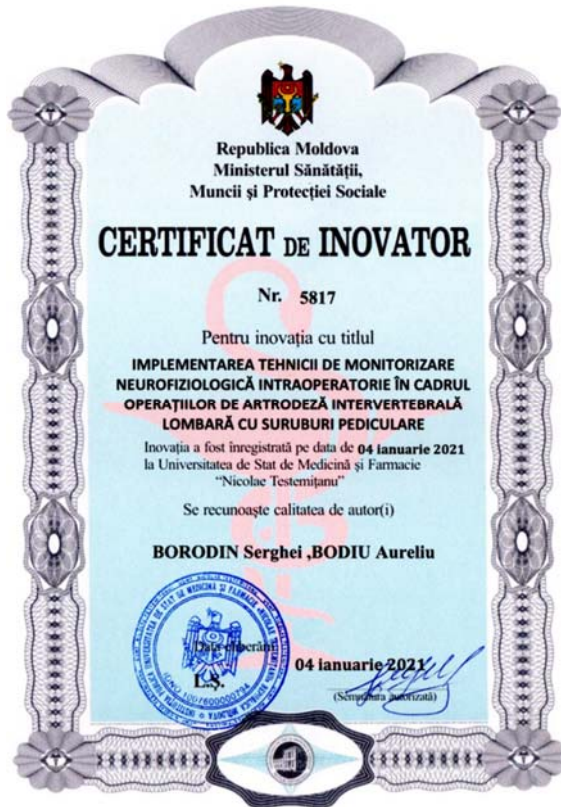 Republica Moldova
Ministerul Sănătății,
Muncii și Protecției Sociale
CERTIFICAT DE INOVATOR
Nr. 5817
Pentru inovația cu titlul
IMPLEMENTAREA TEHNICII DE MONITORIZARE
NEUROFIZIOLOGICĂ INTRAOPERATORIE ÎN CADRUL
OPERAȚIILOR DE ARTRODEZĂ INTERVERTEBRALĂ
LOMBARĂ CU SURUBURI PEDICULARE
Inovația a fost înregistrată pe data de 04 ianuarie 2021
la Universitatea de Stat de Medicină și Farmacie
“Nicolae Testemițanu”
Se recunoaște calitatea de autor(i)
BORODIN Serghei ,BODIU Aureliu
Data eliberării
04 ianuarie 2021
L.Ș.
(Semnătura autorizată)